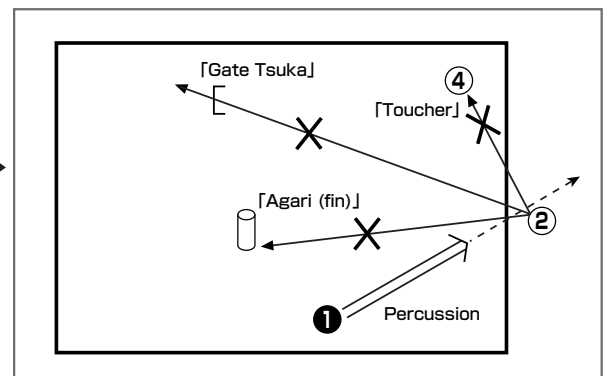 「Gate Tsuka」
④
「Toucher」
「Agari (fin)」
②
❶
Percussion